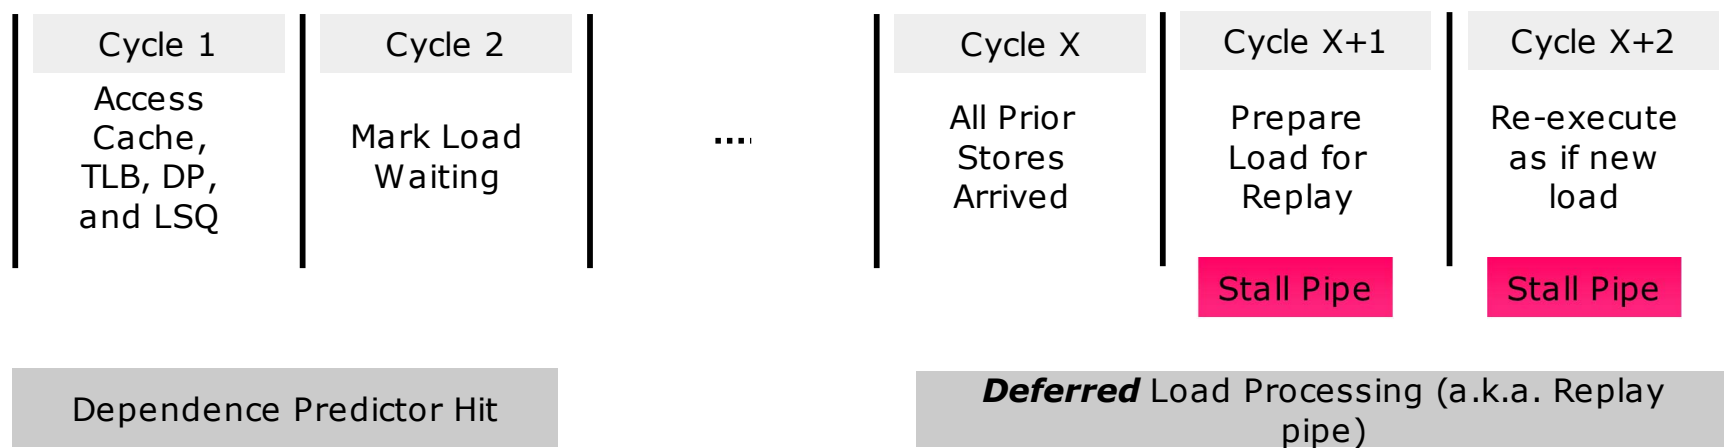 Cycle 1
Access
Cache,
TLB, DP,
and LSQ
Cycle 2
Mark Load
Waiting
....
Cycle X
All Prior
Stores
Arrived
Cycle X+1
Prepare
Load for
Replay
Stall Pipe
Cycle X+2
Re-execute
as if new
load
Stall Pipe
Dependence Predictor Hit
Deferred Load Processing (a.k.a. Replay
pipe)